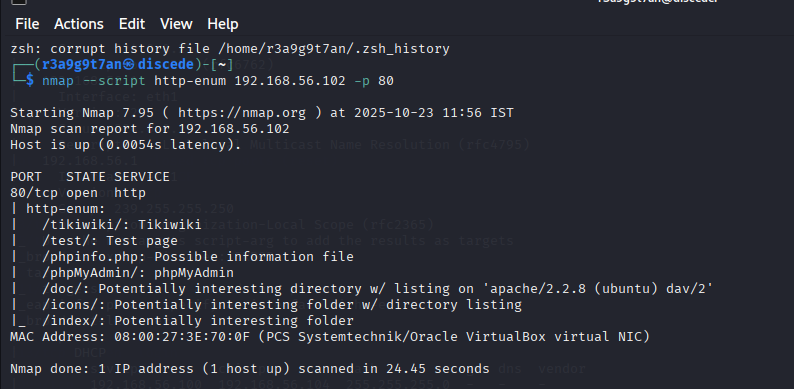 File Actions Edit View Help
zsh: corrupt history file /home/r3a9g9t7an/.zsh_history
┌──(r3a9g9t7an㉿discede)-[~]
└─$ nmap --script http-enum 192.168.56.102 -p 80
Starting Nmap 7.95 ( https://nmap.org ) at 2025-10-23 11:56 IST
Nmap scan report for 192.168.56.102
Host is up (0.0054s latency).
PORT   STATE SERVICE
80/tcp open  http
| http-enum:
|   /tikiwiki/: Tikiwiki
|   /test/: Test page
|   /phpinfo.php: Possible information file
|   /phpMyAdmin/: phpMyAdmin
|   /doc/: Potentially interesting directory w/ listing on 'apache/2.2.8 (ubuntu) dav/2'
|   /icons/: Potentially interesting folder w/ directory listing
|_  /index/: Potentially interesting folder
MAC Address: 08:00:27:3E:70:0F (PCS Systemtechnik/Oracle VirtualBox virtual NIC)
Nmap done: 1 IP address (1 host up) scanned in 24.45 seconds